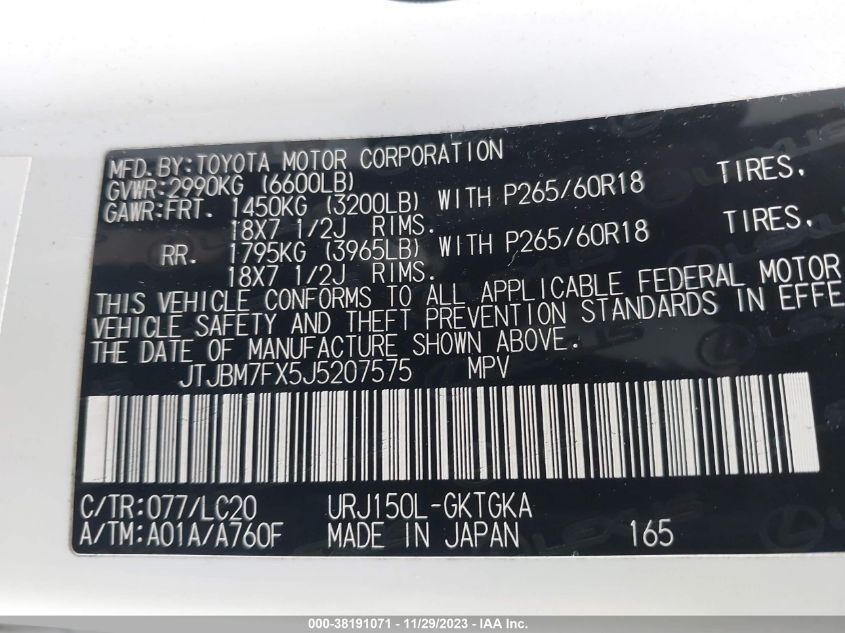 MFD. BY: TOYOTA MOTOR CORPORATION
GVWR: 2990KG (6600LB)
GAWR: FRT. 1450KG (3200LB) WITH P265/60R18 TIRES,
18X7 1/2J RIMS.
RR. 1795KG (3965LB) WITH P265/60R18 TIRES,
18X7 1/2J RIMS.
THIS VEHICLE CONFORMS TO ALL APPLICABLE FEDERAL MOTOR
VEHICLE SAFETY AND THEFT PREVENTION STANDARDS IN EFFE
THE DATE OF MANUFACTURE SHOWN ABOVE.
JTJBM7FX5J5207575 MPV
C/TR: 077/LC20 URJ150L-GKTGKA
A/TM: A01A/A760F MADE IN JAPAN 165
000-38191071 - 11/29/2023 - IAA Inc.